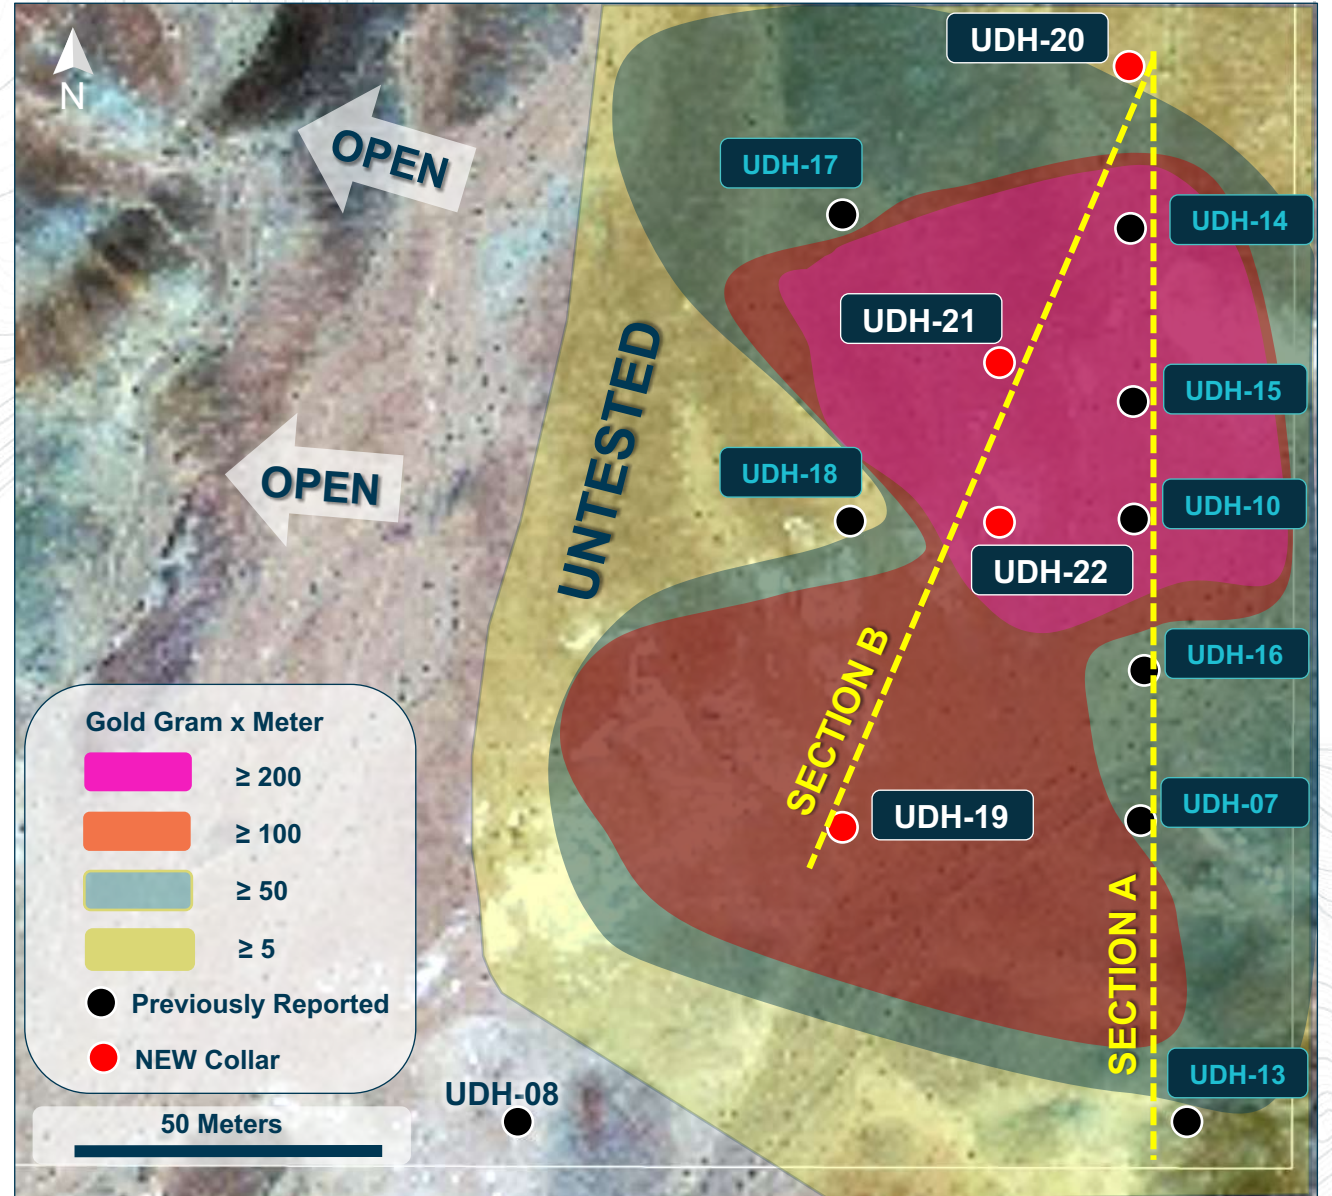 N
OPEN
UDH-20
UDH-17
UDH-14
UDH-21
UDH-15
UNTESTED
OPEN
UDH-18
UDH-10
UDH-22
UDH-16
SECTION B
UDH-19
UDH-07
SECTION A
UDH-13
UDH-08
Gold Gram x Meter
≥ 200
≥ 100
≥ 50
≥ 5
Previously Reported
NEW Collar
50 Meters